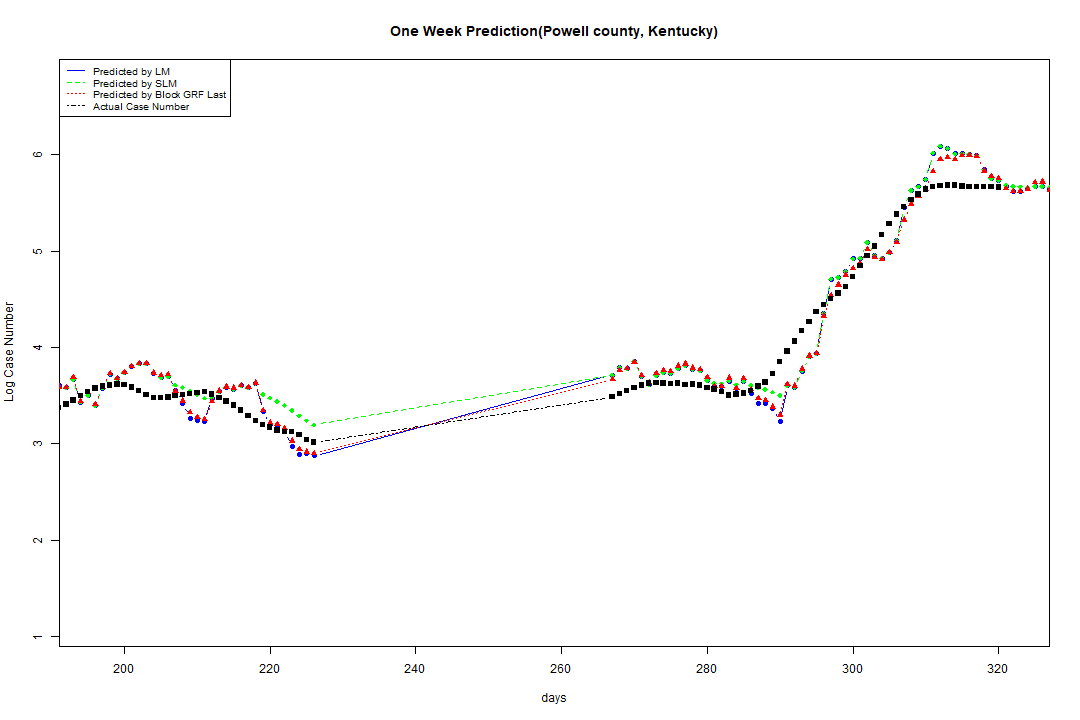 One Week Prediction(Powell county, Kentucky)
Predicted by LM
Predicted by SLM
Predicted by Block GRF Last
Actual Case Number
Log Case Number
6
5
4
3
2
1
200 220 240 260 280 300 320
days